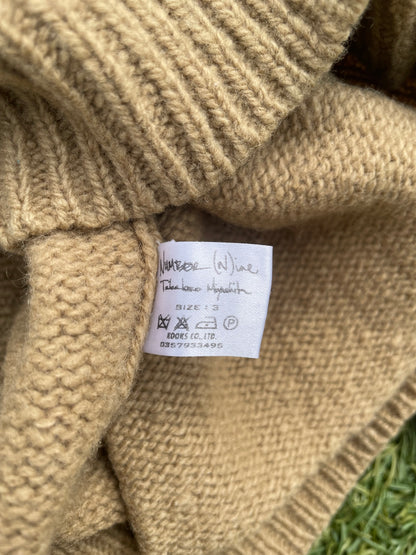 Number (N)ine
Takahiro Miyashita
SIZE : 3
P
KOOKS CO., LTD.
0357933495